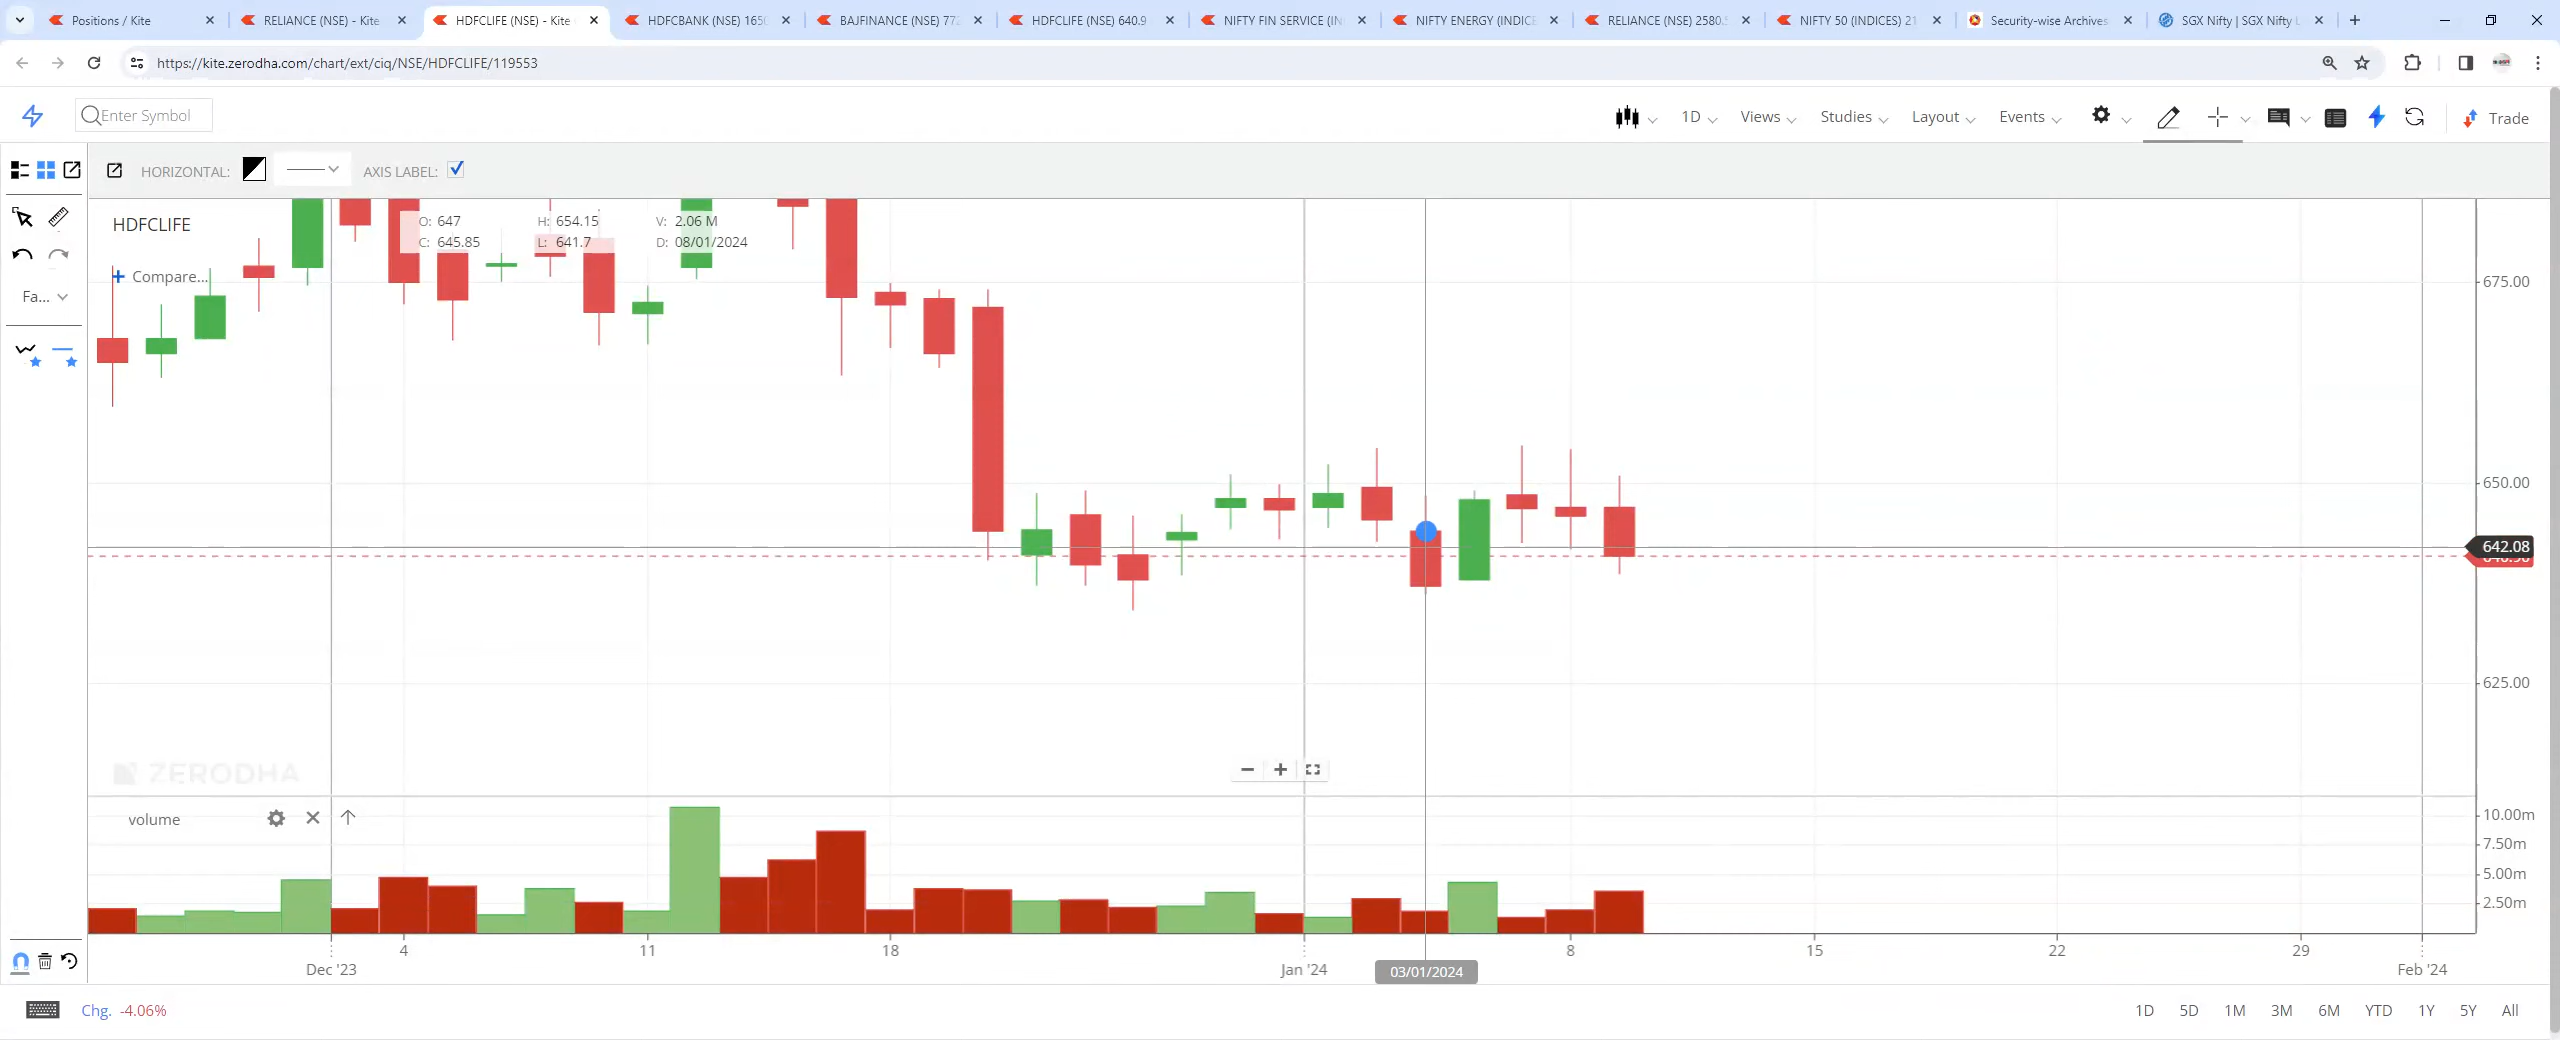 Positions / Kite
RELIANCE (NSE) - Kite
HDFCLIFE (NSE) - Kite
HDFCBANK (NSE) 165
BAJFINANCE (NSE) 77
HDFCLIFE (NSE) 640.9
NIFTY FIN SERVICE (IN
NIFTY ENERGY (INDICE
RELIANCE (NSE) 2580.
NIFTY 50 (INDICES) 21
Security-wise Archives
SGX Nifty | SGX Nifty
https://kite.zerodha.com/chart/ext/ciq/NSE/HDFCLIFE/119553
Enter Symbol
1D
Views
Studies
Layout
Events
Trade
HORIZONTAL:
AXIS LABEL:
HDFCLIFE
O: 647 H: 654.15 V: 2.06 M
C: 645.85 L: 641.7 D: 08/01/2024
Compare...
Fa...
675.00
650.00
642.08
625.00
ZERODHA
volume
10.00m
7.50m
5.00m
2.50m
4 11 18 8 15 22 29
Dec '23 Jan '24 03/01/2024 Feb '24
Chg. -4.06%
1D 5D 1M 3M 6M YTD 1Y 5Y All